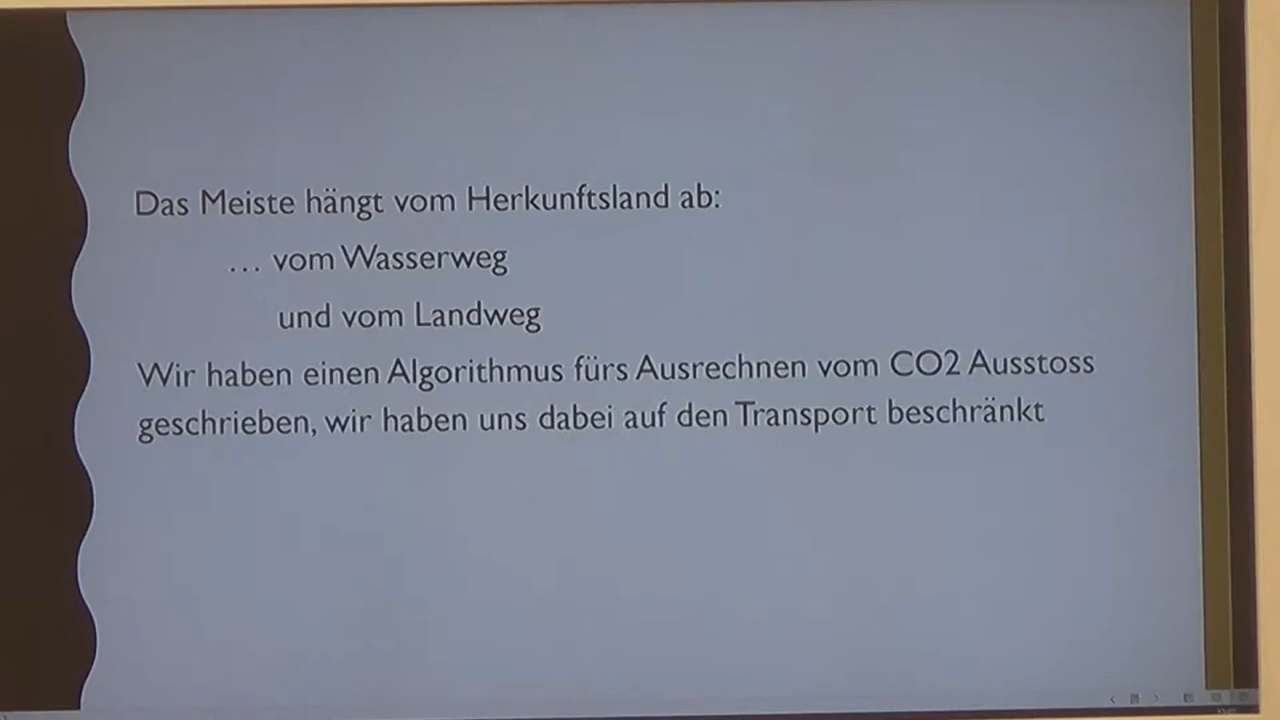 Das Meiste hängt vom Herkunftsland ab:
… vom Wasserweg
und vom Landweg
Wir haben einen Algorithmus fürs Ausrechnen vom CO2 Ausstoss
geschrieben, wir haben uns dabei auf den Transport beschränkt